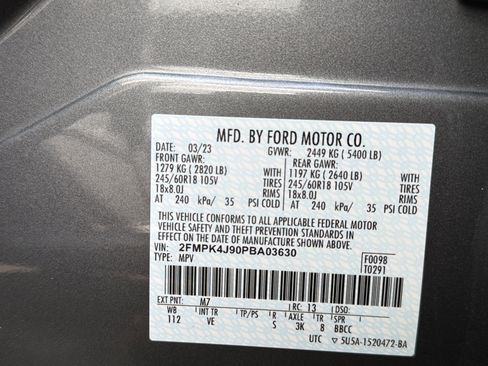 MFD. BY FORD MOTOR CO.
DATE: 03/23 GVWR: 2449 KG ( 5400 LB)
FRONT GAWR: REAR GAWR:
1279 KG ( 2820 LB) WITH 1197 KG ( 2640 LB) WITH
245/60R18 105V TIRES 245/60R18 105V TIRES
18x8.0J RIMS 18x8.0J RIMS
AT 240 kPa/ 35 PSI COLD AT 240 kPa/ 35 PSI COLD
THIS VEHICLE CONFORMS TO ALL APPLICABLE FEDERAL MOTOR
VEHICLE SAFETY AND THEFT PREVENTION STANDARDS IN
EFFECT ON THE DATE OF MANUFACTURE SHOWN ABOVE.
VIN: 2FMPK4J90PBA03630 F0098
TYPE: MPV T0291
EXT PNT: M7 RC: 13 DSO:
WB INT TR TP/PS R AXLE TR SPR
112 VE S 3K 8 BBCC
UTC ▽ 5U5A-1520472-BA